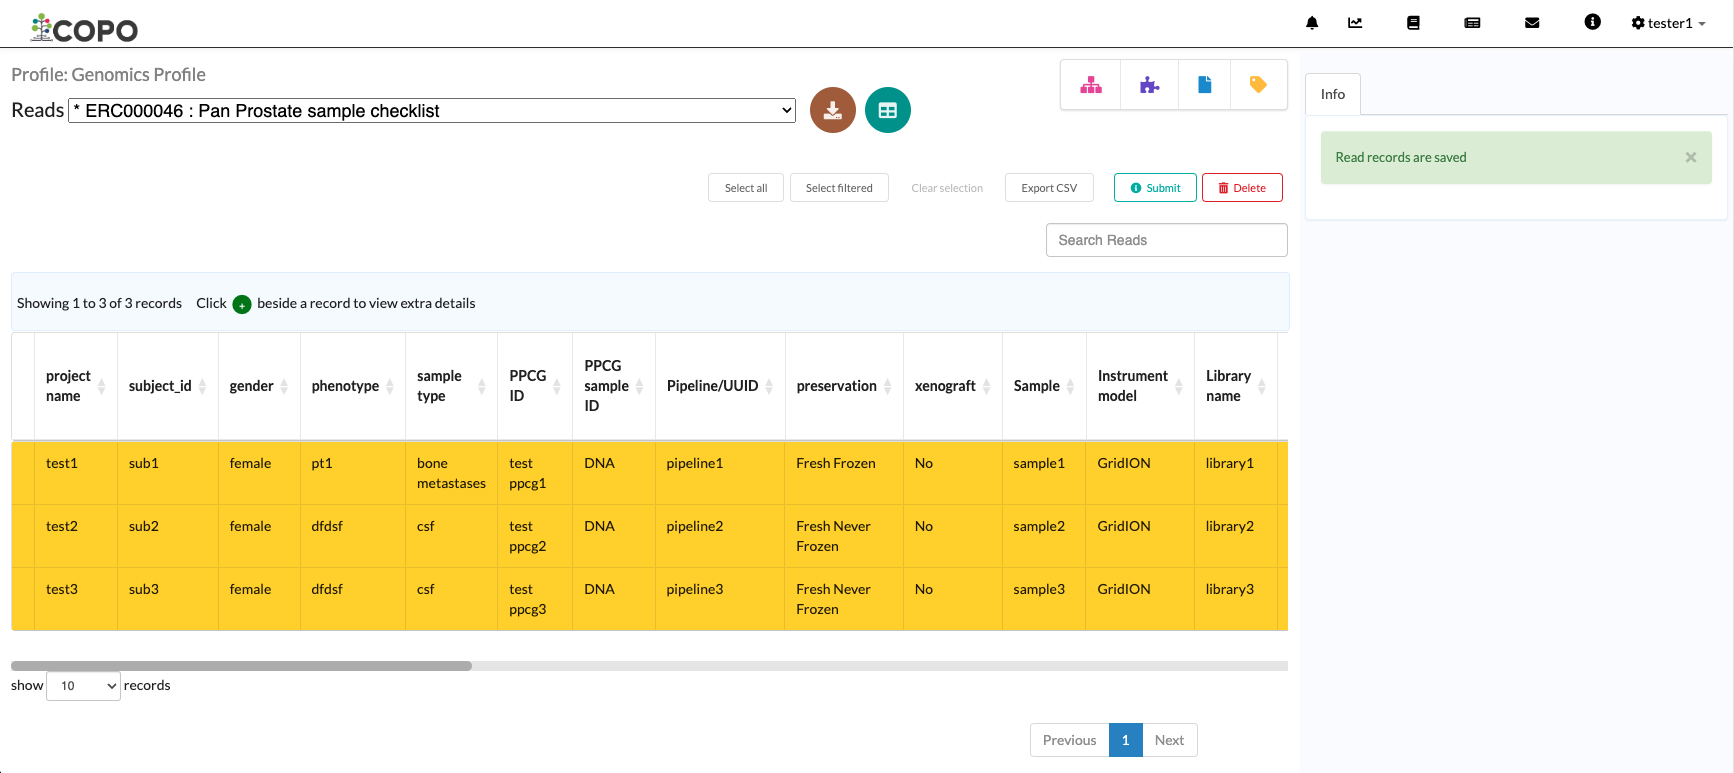 COPO
tester1
Profile: Genomics Profile
Reads * ERC000046 : Pan Prostate sample checklist
Info
Read records are saved ×
Select all Select filtered Clear selection Export CSV Submit Delete
Search Reads
Showing 1 to 3 of 3 records Click + beside a record to view extra details
project name subject_id gender phenotype sample type PPCG ID PPCG sample ID Pipeline/UUID preservation xenograft Sample Instrument model Library name
test1 sub1 female pt1 bone metastases test ppcg1 DNA pipeline1 Fresh Frozen No sample1 GridION library1
test2 sub2 female dfdsf csf test ppcg2 DNA pipeline2 Fresh Never Frozen No sample2 GridION library2
test3 sub3 female dfdsf csf test ppcg3 DNA pipeline3 Fresh Never Frozen No sample3 GridION library3
show 10 records
Previous 1 Next